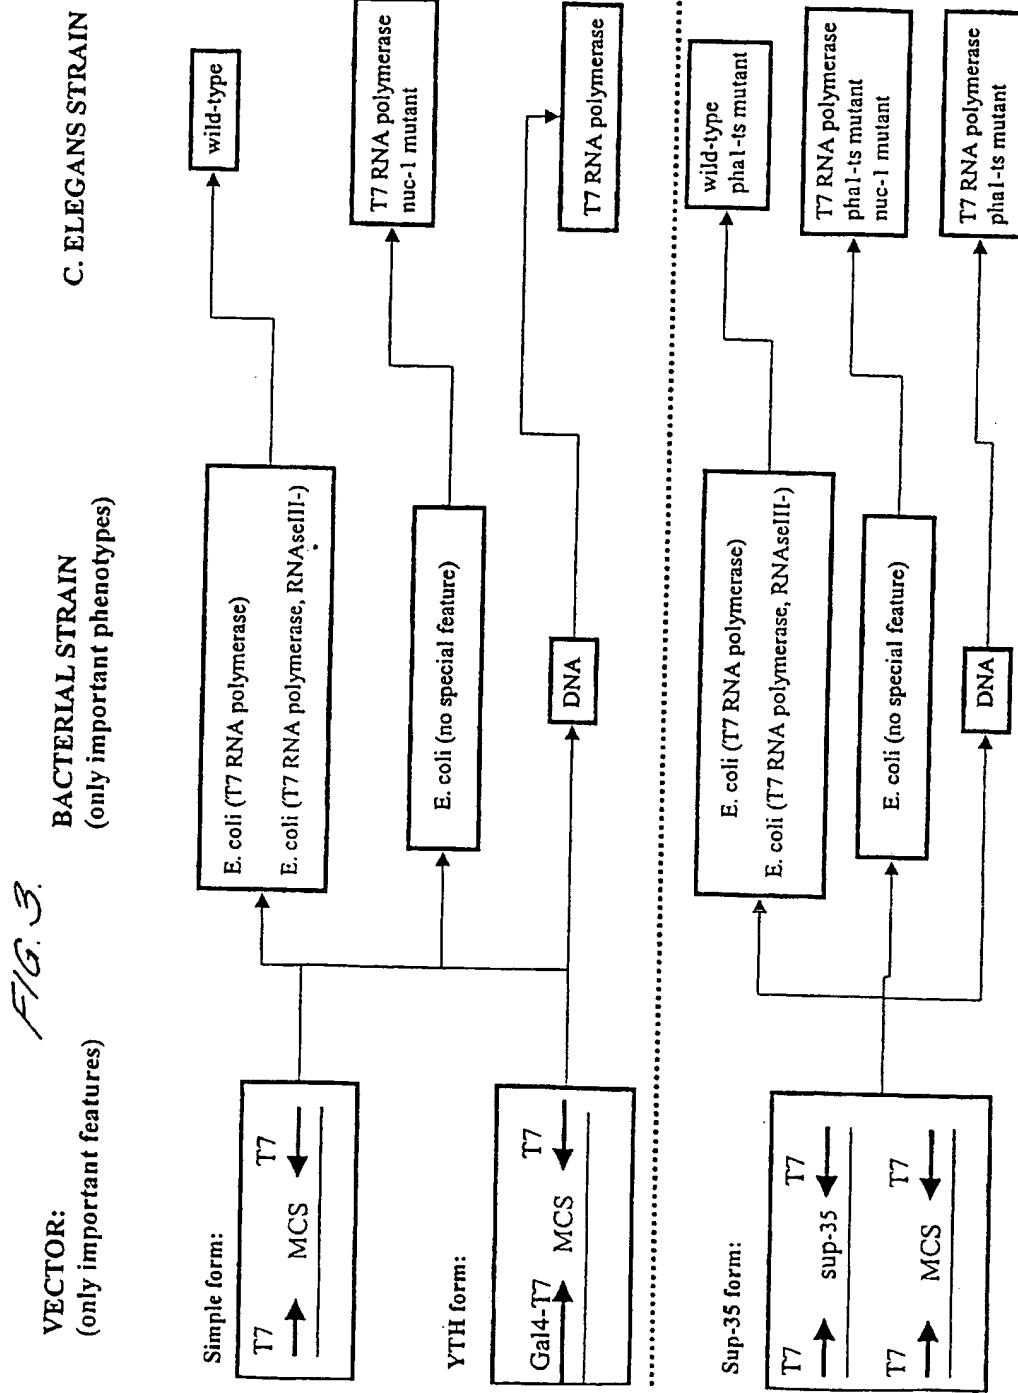 FIG. 3.
VECTOR:
(only important features)
BACTERIAL STRAIN
(only important phenotypes)
C. ELEGANS STRAIN
Simple form:
T7
T7
MCS
E. coli (T7 RNA polymerase)
E. coli (T7 RNA polymerase, RNAseIII-)
wild-type
E. coli (no special feature)
T7 RNA polymerase
nuc-1 mutant
YTH form:
Gal4-T7
T7
MCS
DNA
T7 RNA polymerase
Sup-35 form:
T7
T7
sup-35
T7
T7
MCS
E. coli (T7 RNA polymerase)
E. coli (T7 RNA polymerase, RNAseIII-)
wild-type
pha1-ts mutant
E. coli (no special feature)
T7 RNA polymerase
pha1-ts mutant
nuc-1 mutant
DNA
T7 RNA polymerase
pha1-ts mutant